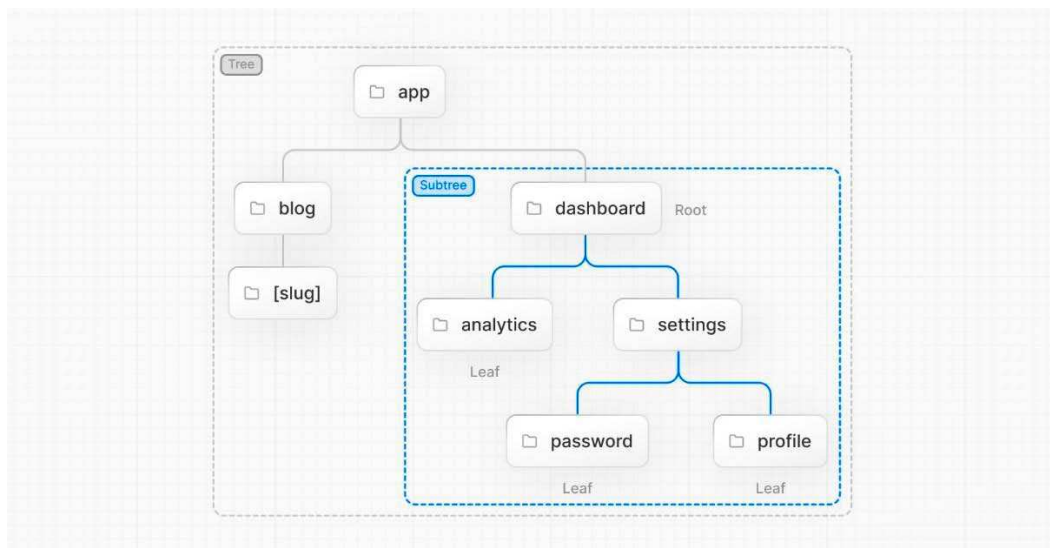 Tree
app
blog
Subtree
dashboard
Root
[slug]
analytics
settings
Leaf
password
profile
Leaf
Leaf